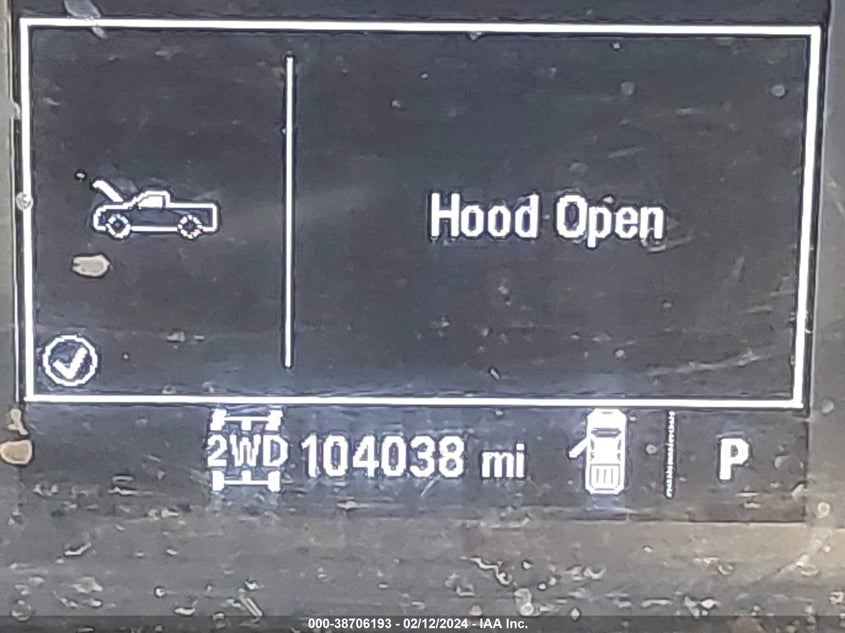 Hood Open
2WD 104038 mi P
000-38706193 - 02/12/2024 - IAA Inc.